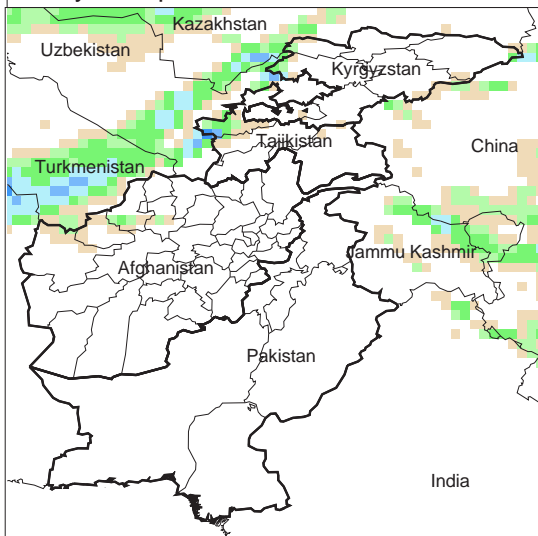 Kazakhstan
Uzbekistan
Kyrgyzstan
Tajikistan
China
Turkmenistan
Jammu Kashmir
Afghanistan
Pakistan
India